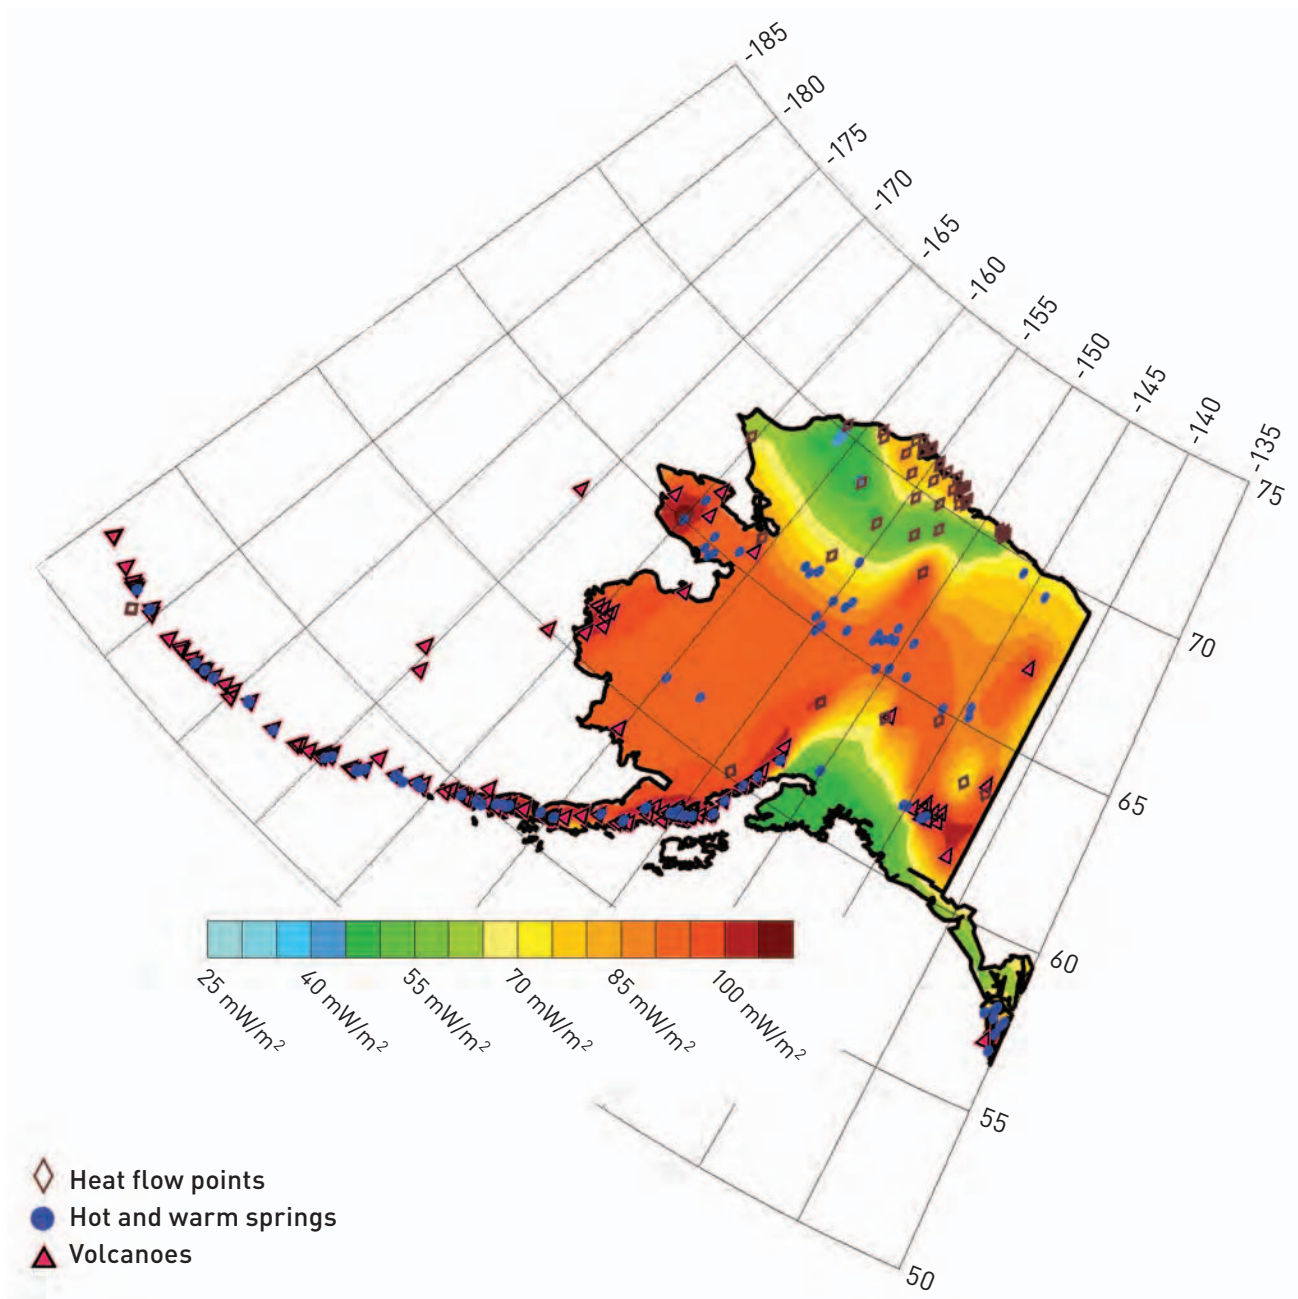 -185
-180
-175
-170
-165
-160
-155
-150
-145
-140
-135
75
70
65
60
55
50
25 mW/m²
40 mW/m²
55 mW/m²
70 mW/m²
85 mW/m²
100 mW/m²
Heat flow points
Hot and warm springs
Volcanoes